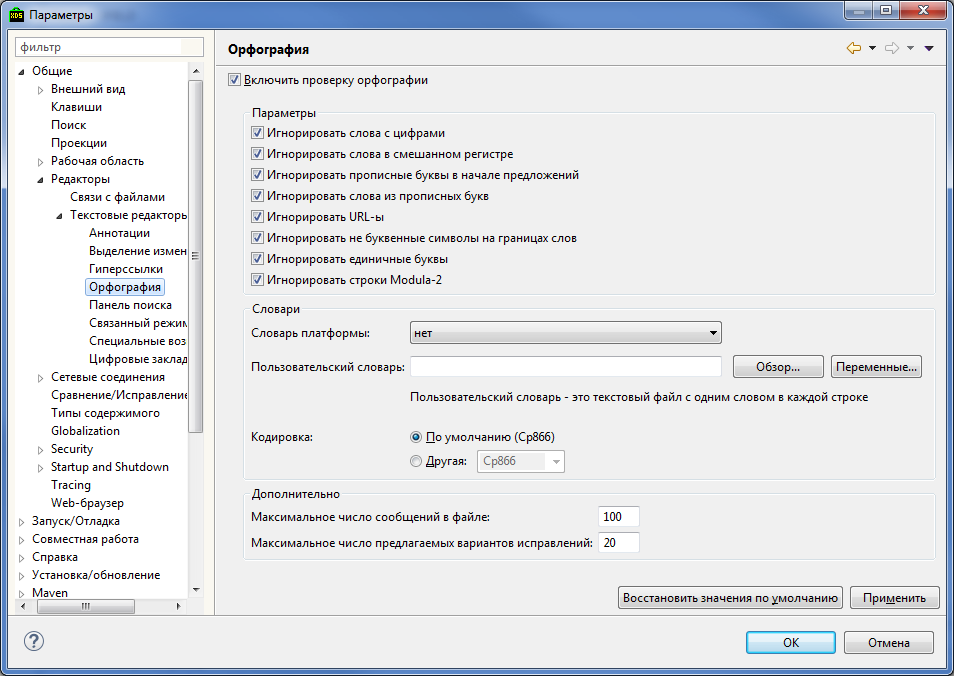 XDS Параметры
фильтр
Общие
Внешний вид
Клавиши
Поиск
Проекции
Рабочая область
Редакторы
Связи с файлами
Текстовые редакторы
Аннотации
Выделение измен
Гиперссылки
Орфография
Панель поиска
Связанный режим
Специальные воз
Цифровые заклад
Сетевые соединения
Сравнение/Исправление
Типы содержимого
Globalization
Security
Startup and Shutdown
Tracing
Web-браузер
Запуск/Отладка
Совместная работа
Справка
Установка/обновление
Maven
Орфография
Включить проверку орфографии
Параметры
Игнорировать слова с цифрами
Игнорировать слова в смешанном регистре
Игнорировать прописные буквы в начале предложений
Игнорировать слова из прописных букв
Игнорировать URL-ы
Игнорировать не буквенные символы на границах слов
Игнорировать единичные буквы
Игнорировать строки Modula-2
Словари
Словарь платформы: нет
Пользовательский словарь: Обзор... Переменные...
Пользовательский словарь - это текстовый файл с одним словом в каждой строке
Кодировка: По умолчанию (Cp866)
Другая: Cp866
Дополнительно
Максимальное число сообщений в файле: 100
Максимальное число предлагаемых вариантов исправлений: 20
Восстановить значения по умолчанию Применить
? OK Отмена